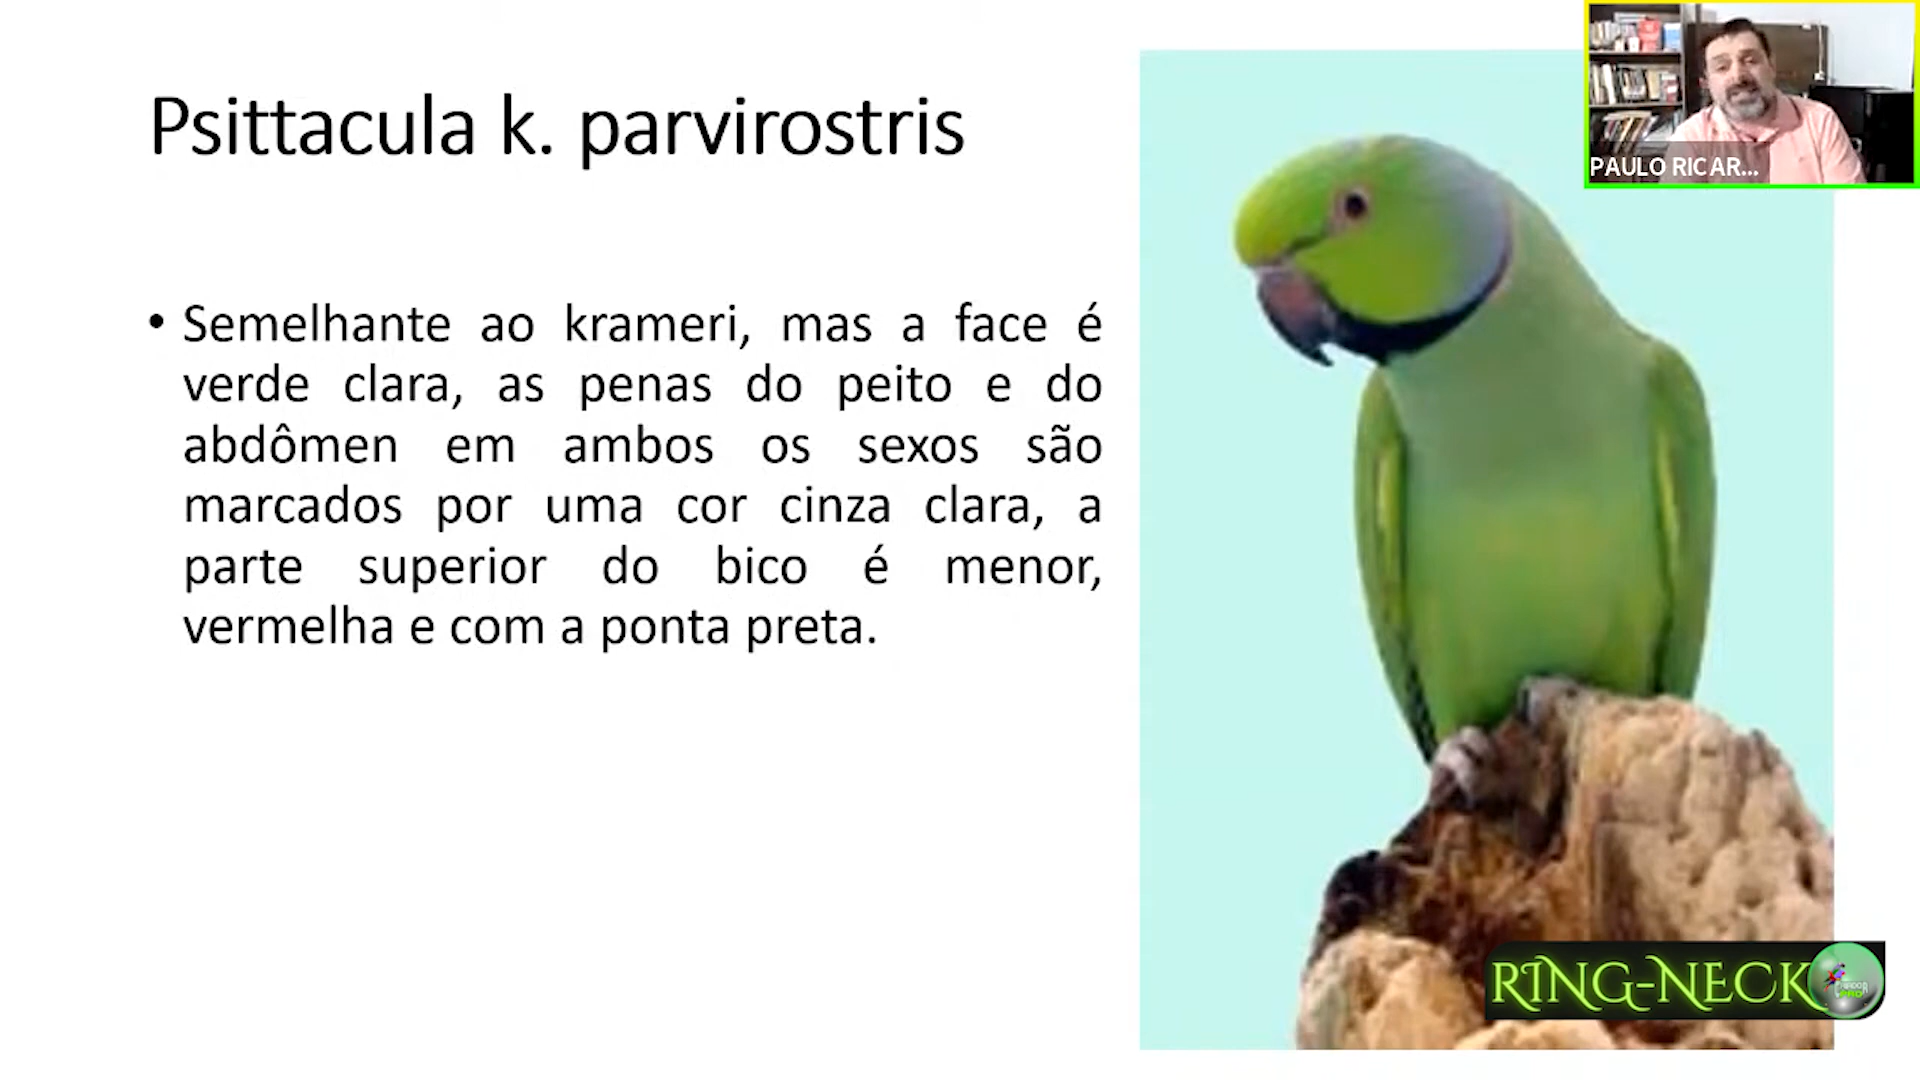 Psittacula k. parvirostris
• Semelhante ao krameri, mas a face é
verde clara, as penas do peito e do
abdômen em ambos os sexos são
marcados por uma cor cinza clara, a
parte superior do bico é menor,
vermelha e com a ponta preta.
PAULO RICAR...
RING-NECK